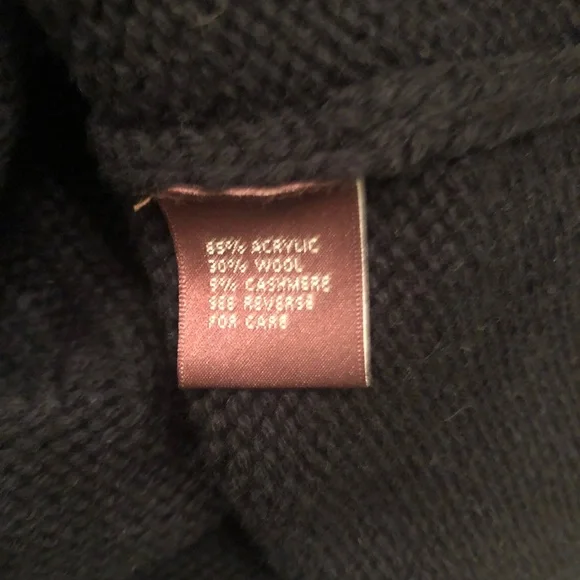 65% ACRYLIC
30% WOOL
5% CASHMERE
SEE REVERSE
FOR CARE